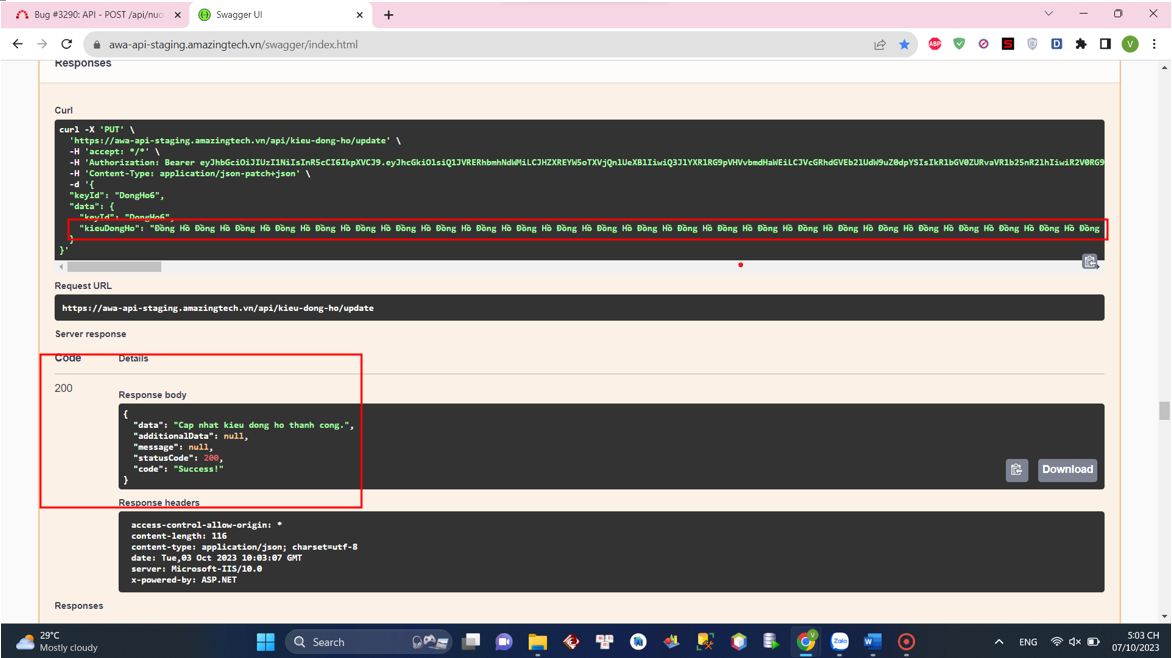 Bug #3290: API - POST /api/nuo
Swagger UI
awa-api-staging.amazingtech.vn/swagger/index.html
ABP
S
D
V
Responses
Curl
curl -X 'PUT' \
'https://awa-api-staging.amazingtech.vn/api/kieu-dong-ho/update' \
-H 'accept: */*' \
-H 'Authorization: Bearer
-H 'Content-Type: application/json-patch+json' \
-d '{
"keyId": "DongHo6",
"data": {
"keyId": "DongHo6",
"kieuDongHo": "Đồng Hồ Đồng Hồ Đồng Hồ Đồng Hồ Đồng Hồ Đồng Hồ Đồng Hồ Đồng Hồ Đồng Hồ Đồng Hồ Đồng Hồ Đồng Hồ Đồng Hồ Đồng Hồ Đồng Hồ Đồng Hồ Đồng Hồ Đồng Hồ Đồng Hồ Đồng Hồ Đồng Hồ Đồng Hồ Đồng Hồ Đồng
}
}'
Request URL
https://awa-api-staging.amazingtech.vn/api/kieu-dong-ho/update
Server response
Code Details
200
Response body
{
"data": "Cap nhat kieu dong ho thanh cong.",
"additionalData": null,
"message": null,
"statusCode": 200,
"code": "Success!"
}
Download
Response headers
access-control-allow-origin: *
content-length: 116
content-type: application/json; charset=utf-8
date: Tue,03 Oct 2023 10:03:07 GMT
server: Microsoft-IIS/10.0
x-powered-by: ASP.NET
Responses
29°C
Mostly cloudy
Search
V
Zalo
W
ENG
5:03 CH
07/10/2023